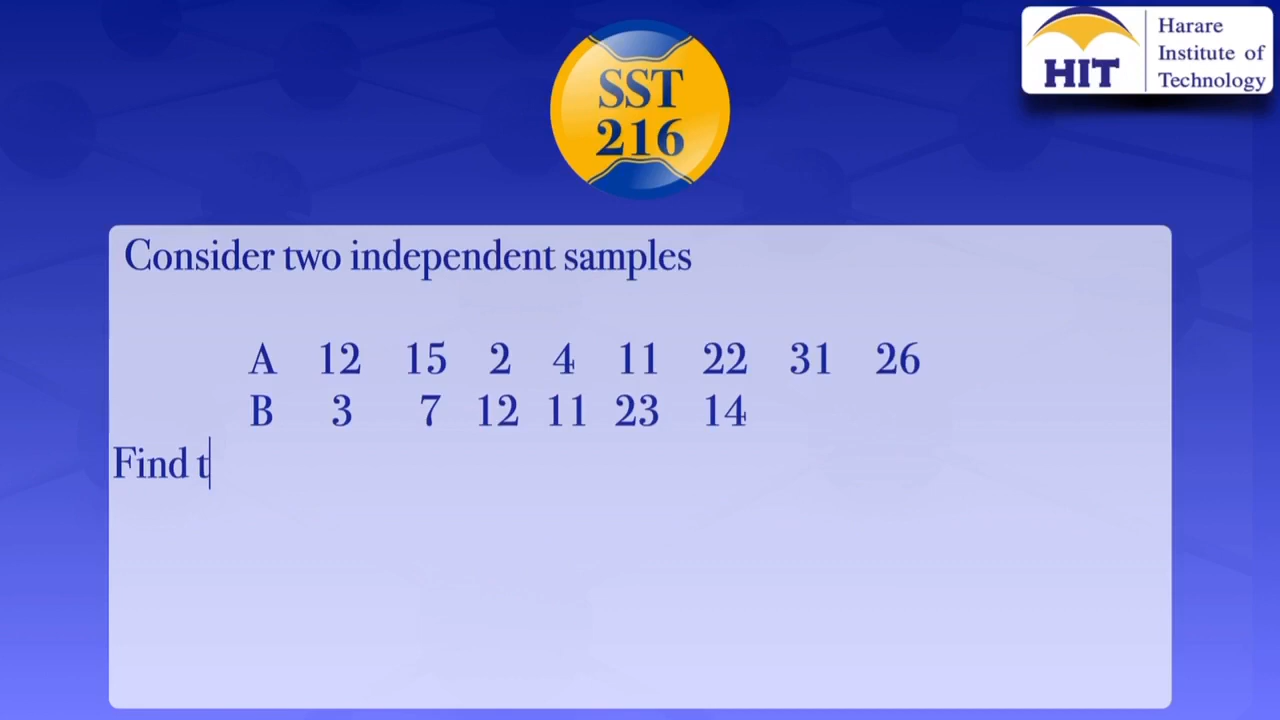 SST
216
HIT
Harare
Institute of
Technology
Consider two independent samples
A 12 15 2 4 11 22 31 26
B 3 7 12 11 23 14
Find t